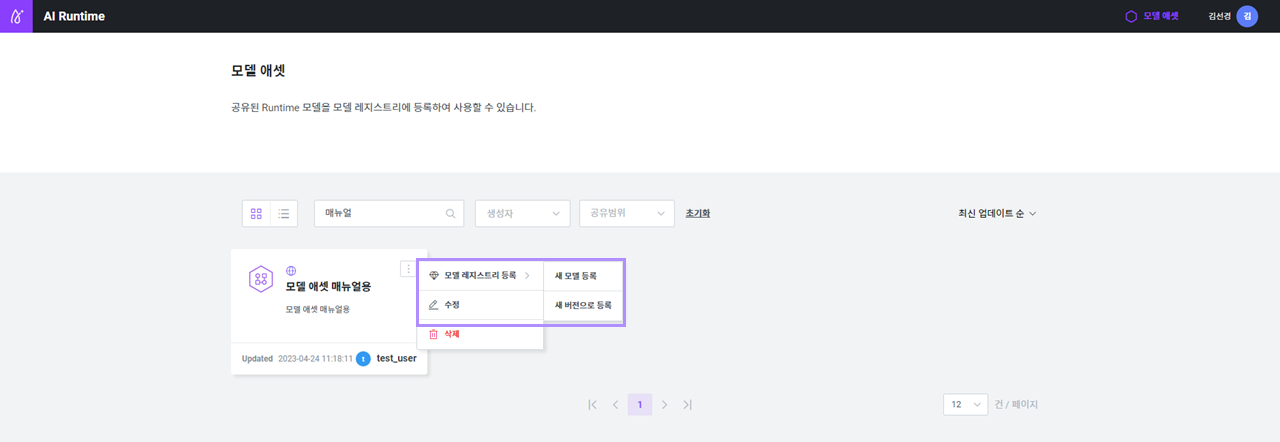 AI Runtime
모델 애셋
김선경
김
모델 애셋
공유된 Runtime 모델을 모델 레지스트리에 등록하여 사용할 수 있습니다.
매뉴얼
생성자
공유범위
초기화
최신 업데이트 순
모델 애셋 매뉴얼용
모델 애셋 매뉴얼용
Updated 2023-04-24 11:18:11 t test_user
모델 레지스트리 등록
수정
삭제
새 모델 등록
새 버전으로 등록
1
12
건 / 페이지